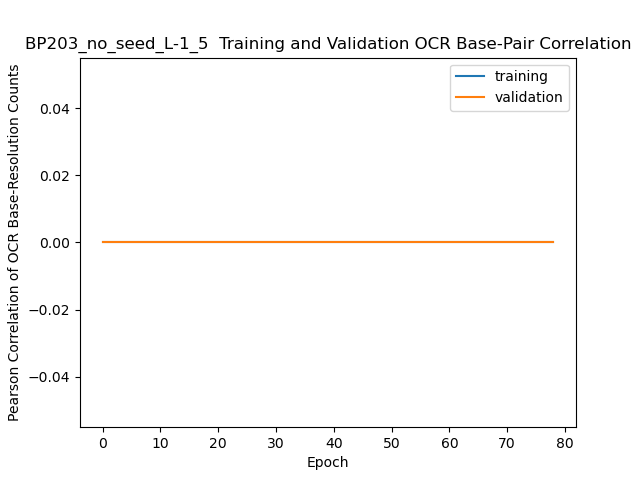 BP203_no_seed_L-1_5  Training and Validation OCR Base-Pair Correlation
training
validation
Pearson Correlation of OCR Base-Resolution Counts
0.04
0.02
0.00
−0.02
−0.04
0 10 20 30 40 50 60 70 80
Epoch